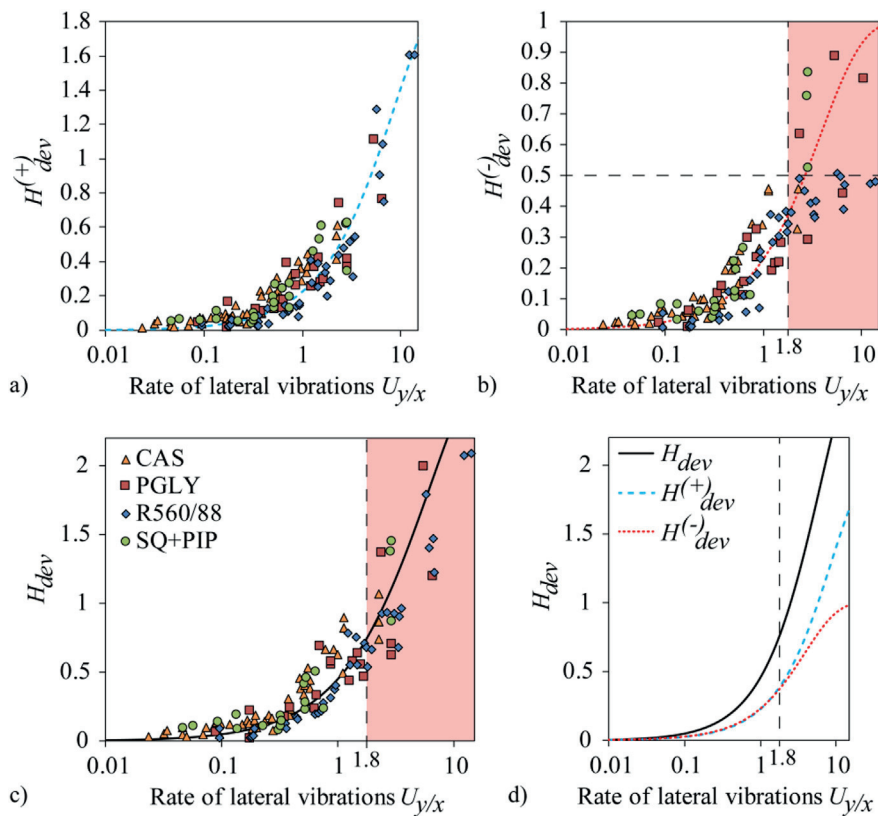 1.8
1.6
1.4
1.2
1
0.8
0.6
0.4
0.2
0
H(+)dev
0.01 0.1 1 10
Rate of lateral vibrations Uy/x
a)
1
0.9
0.8
0.7
0.6
0.5
0.4
0.3
0.2
0.1
0
H(-)dev
0.01 0.1 1 1.8 10
Rate of lateral vibrations Uy/x
b)
2
1.5
1
0.5
0
Hdev
CAS
PGLY
R560/88
SQ+PIP
0.01 0.1 1 1.8 10
Rate of lateral vibrations Uy/x
c)
2
1.5
1
0.5
0
Hdev
Hdev
H(+)dev
H(-)dev
0.01 0.1 1 1.8 10
Rate of lateral vibrations Uy/x
d)